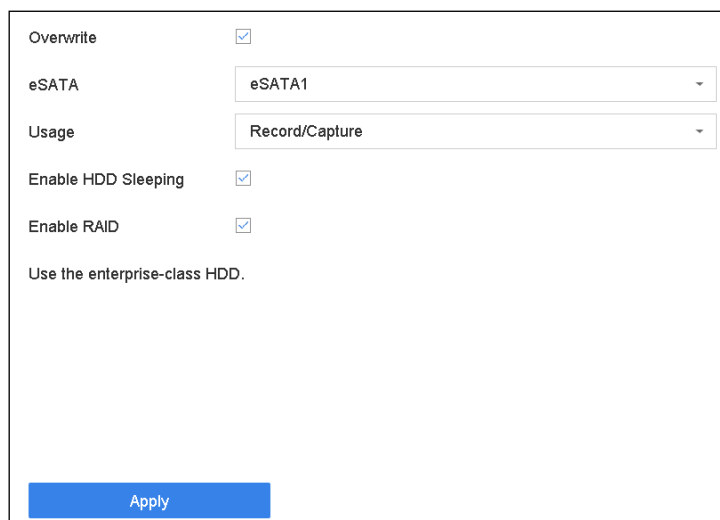 Overwrite
eSATA eSATA1
Usage Record/Capture
Enable HDD Sleeping
Enable RAID
Use the enterprise-class HDD.
Apply